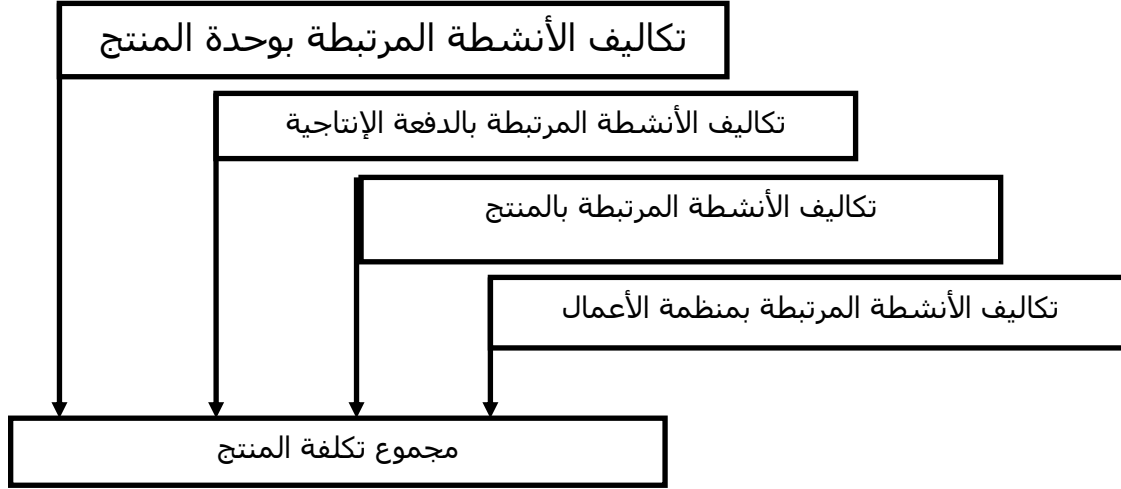 تكاليف الأنشطة المرتبطة بوحدة المنتج
تكاليف الأنشطة المرتبطة بالدفعة الإنتاجية
تكاليف الأنشطة المرتبطة بالمنتج
تكاليف الأنشطة المرتبطة بمنظمة الأعمال
مجموع تكلفة المنتج